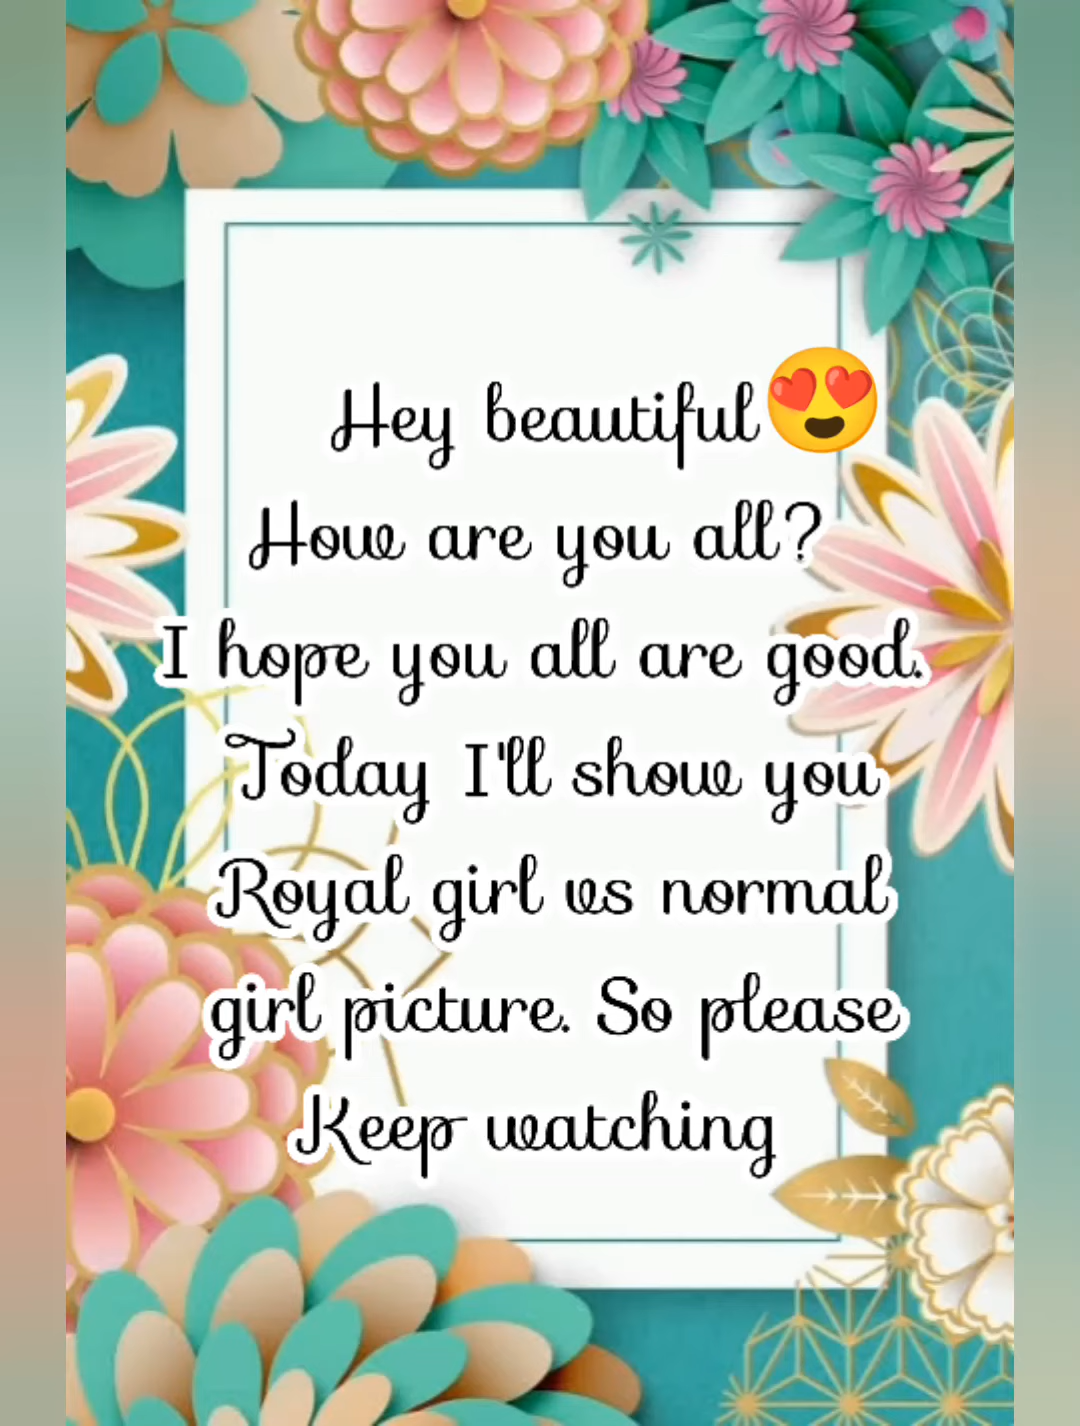 Hey beautiful😍
How are you all?
I hope you all are good.
Today I'll show you
Royal girl vs normal
girl picture. So please
Keep watching